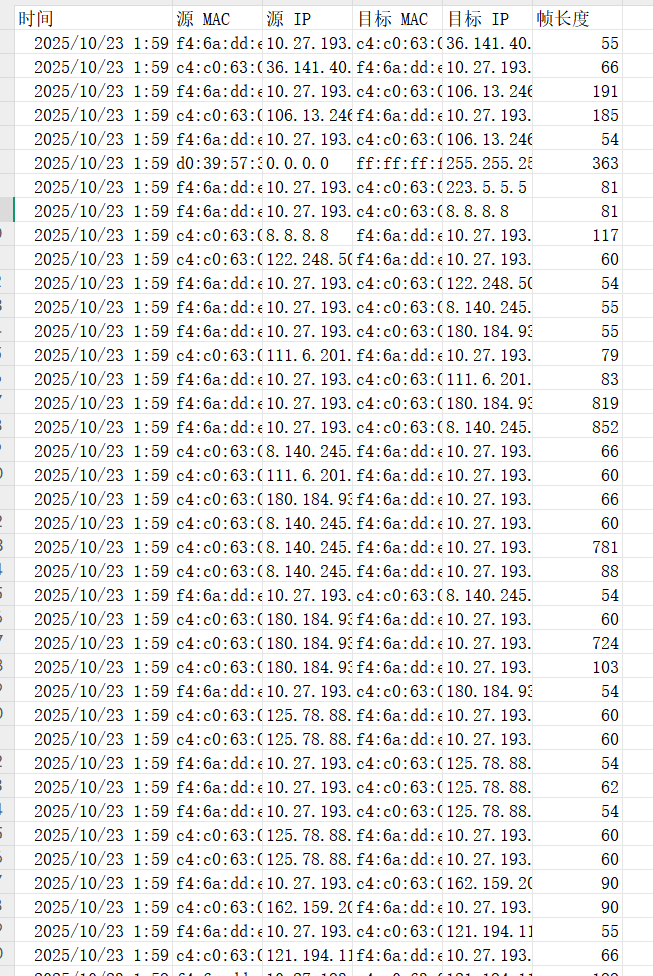 时间 源 MAC 源 IP 目标 MAC 目标 IP 帧长度
2025/10/23 1:59 f4:6a:dd:e 10.27.193. c4:c0:63:0 36.141.40. 55
2025/10/23 1:59 c4:c0:63:0 36.141.40. f4:6a:dd:e 10.27.193. 66
2025/10/23 1:59 f4:6a:dd:e 10.27.193. c4:c0:63:0 106.13.246 191
2025/10/23 1:59 c4:c0:63:0 106.13.246 f4:6a:dd:e 10.27.193. 185
2025/10/23 1:59 f4:6a:dd:e 10.27.193. c4:c0:63:0 106.13.246 54
2025/10/23 1:59 d0:39:57:3 0.0.0.0 ff:ff:ff:f 255.255.25 363
2025/10/23 1:59 f4:6a:dd:e 10.27.193. c4:c0:63:0 223.5.5.5 81
2025/10/23 1:59 f4:6a:dd:e 10.27.193. c4:c0:63:0 8.8.8.8 81
2025/10/23 1:59 c4:c0:63:0 8.8.8.8 f4:6a:dd:e 10.27.193. 117
2025/10/23 1:59 c4:c0:63:0 122.248.50 f4:6a:dd:e 10.27.193. 60
2025/10/23 1:59 f4:6a:dd:e 10.27.193. c4:c0:63:0 122.248.50 54
2025/10/23 1:59 f4:6a:dd:e 10.27.193. c4:c0:63:0 8.140.245. 55
2025/10/23 1:59 f4:6a:dd:e 10.27.193. c4:c0:63:0 180.184.93 55
2025/10/23 1:59 c4:c0:63:0 111.6.201. f4:6a:dd:e 10.27.193. 79
2025/10/23 1:59 f4:6a:dd:e 10.27.193. c4:c0:63:0 111.6.201. 83
2025/10/23 1:59 f4:6a:dd:e 10.27.193. c4:c0:63:0 180.184.93 819
2025/10/23 1:59 f4:6a:dd:e 10.27.193. c4:c0:63:0 8.140.245. 852
2025/10/23 1:59 c4:c0:63:0 8.140.245. f4:6a:dd:e 10.27.193. 66
2025/10/23 1:59 c4:c0:63:0 111.6.201. f4:6a:dd:e 10.27.193. 60
2025/10/23 1:59 c4:c0:63:0 180.184.93 f4:6a:dd:e 10.27.193. 66
2025/10/23 1:59 c4:c0:63:0 8.140.245. f4:6a:dd:e 10.27.193. 60
2025/10/23 1:59 c4:c0:63:0 8.140.245. f4:6a:dd:e 10.27.193. 781
2025/10/23 1:59 c4:c0:63:0 8.140.245. f4:6a:dd:e 10.27.193. 88
2025/10/23 1:59 f4:6a:dd:e 10.27.193. c4:c0:63:0 8.140.245. 54
2025/10/23 1:59 c4:c0:63:0 180.184.93 f4:6a:dd:e 10.27.193. 60
2025/10/23 1:59 c4:c0:63:0 180.184.93 f4:6a:dd:e 10.27.193. 724
2025/10/23 1:59 c4:c0:63:0 180.184.93 f4:6a:dd:e 10.27.193. 103
2025/10/23 1:59 f4:6a:dd:e 10.27.193. c4:c0:63:0 180.184.93 54
2025/10/23 1:59 c4:c0:63:0 125.78.88. f4:6a:dd:e 10.27.193. 60
2025/10/23 1:59 c4:c0:63:0 125.78.88. f4:6a:dd:e 10.27.193. 60
2025/10/23 1:59 f4:6a:dd:e 10.27.193. c4:c0:63:0 125.78.88. 54
2025/10/23 1:59 f4:6a:dd:e 10.27.193. c4:c0:63:0 125.78.88. 62
2025/10/23 1:59 f4:6a:dd:e 10.27.193. c4:c0:63:0 125.78.88. 54
2025/10/23 1:59 c4:c0:63:0 125.78.88. f4:6a:dd:e 10.27.193. 60
2025/10/23 1:59 c4:c0:63:0 125.78.88. f4:6a:dd:e 10.27.193. 60
2025/10/23 1:59 f4:6a:dd:e 10.27.193. c4:c0:63:0 162.159.20 90
2025/10/23 1:59 c4:c0:63:0 162.159.20 f4:6a:dd:e 10.27.193. 90
2025/10/23 1:59 f4:6a:dd:e 10.27.193. c4:c0:63:0 121.194.11 55
2025/10/23 1:59 c4:c0:63:0 121.194.11 f4:6a:dd:e 10.27.193. 66